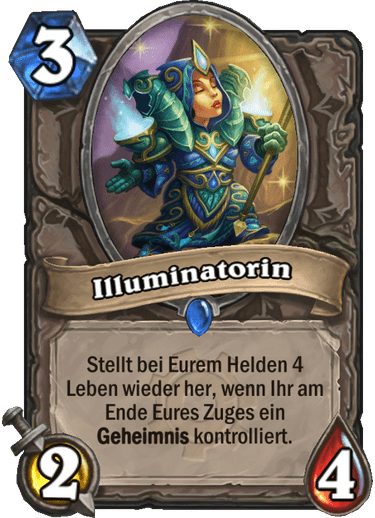 3
Illuminatorin
Stellt bei Eurem Helden 4
Leben wieder her, wenn Ihr am
Ende Eures Zuges ein
Geheimnis kontrolliert.
2
4